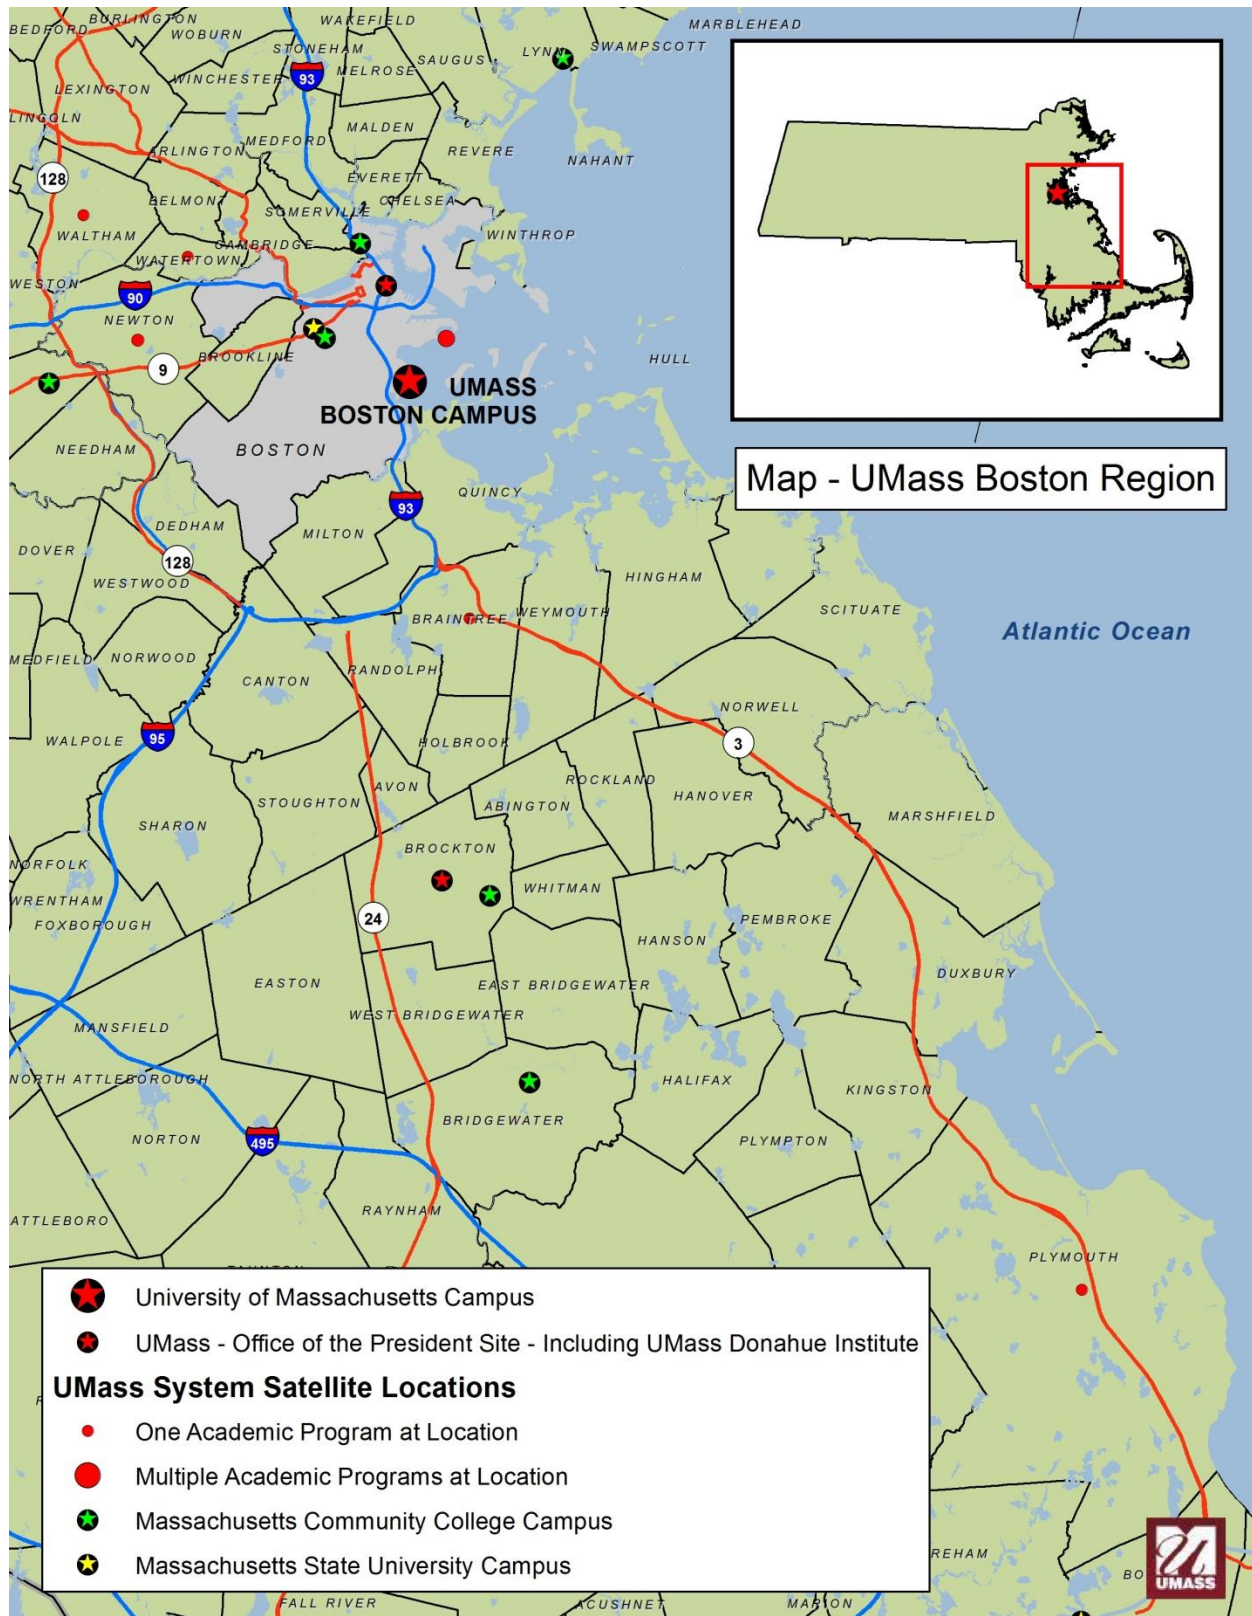 MARBLEHEAD
BURLINGTON
WAKEFIELD
BEDFORD
WOBURN
STONEHAM
LYNN
SWAMPSCOTT
SAUGUS
93
WINCHESTER
MELROSE
LEXINGTON
LINCOLN
MALDEN
MEDFORD
ARLINGTON
REVERE
NAHANT
128
EVERETT
BELMONT
CHELSEA
SOMERVILLE
WALTHAM
WINTHROP
CAMBRIDGE
WATERTOWN
WESTON
90
NEWTON
BROOKLINE
HULL
9
UMASS
BOSTON CAMPUS
BOSTON
NEEDHAM
Map - UMass Boston Region
QUINCY
93
DEDHAM
MILTON
DOVER
128
WESTWOOD
HINGHAM
BRAINTREE
WEYMOUTH
SCITUATE
Atlantic Ocean
MEDFIELD
NORWOOD
RANDOLPH
CANTON
NORWELL
95
WALPOLE
HOLBROOK
3
AVON
ROCKLAND
STOUGHTON
ABINGTON
HANOVER
MARSHFIELD
SHARON
BROCKTON
NORFOLK
WHITMAN
WRENTHAM
24
PEMBROKE
FOXBOROUGH
HANSON
DUXBURY
EASTON
EAST BRIDGEWATER
WEST BRIDGEWATER
MANSFIELD
NORTH ATTLEBOROUGH
HALIFAX
KINGSTON
BRIDGEWATER
NORTON
495
PLYMPTON
RAYNHAM
ATTLEBORO
PLYMOUTH
TAUNTON
University of Massachusetts Campus
UMass - Office of the President Site - Including UMass Donahue Institute
UMass System Satellite Locations
One Academic Program at Location
Multiple Academic Programs at Location
Massachusetts Community College Campus
Massachusetts State University Campus
REHAM
BO
UMASS
FALL RIVER
ACUSHNET
MARION